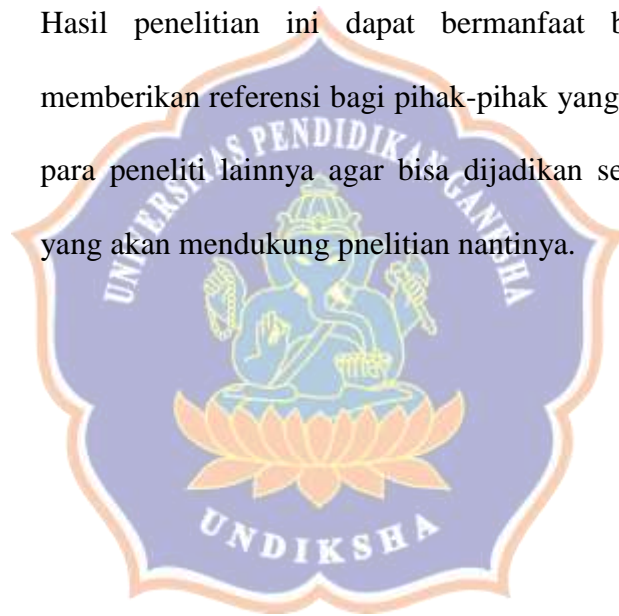 Hasil penelitian ini dapat bermanfaat b
memberikan referensi bagi pihak-pihak yang
para peneliti lainnya agar bisa dijadikan se
yang akan mendukung pnelitian nantinya.
UNIVERSITAS PENDIDIKAN GANESHA
UNDIKSHA